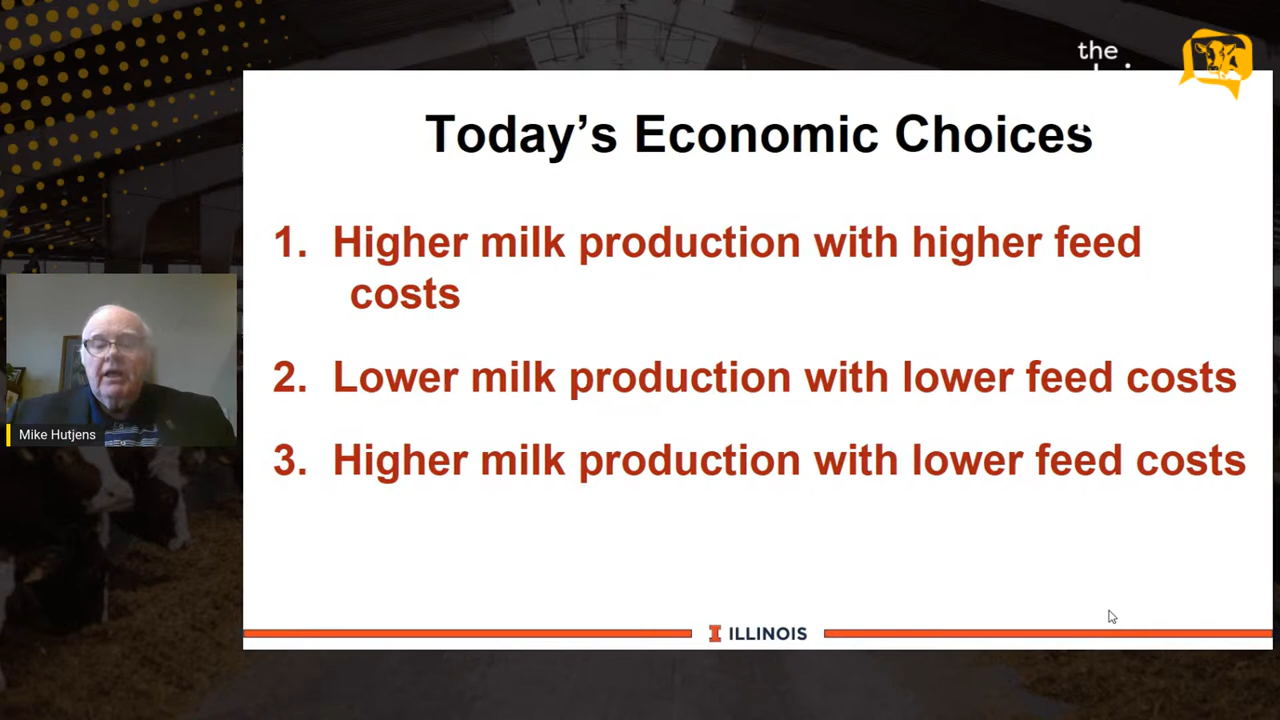 the
Today’s Economic Choices
1. Higher milk production with higher feed
costs
2. Lower milk production with lower feed costs
3. Higher milk production with lower feed costs
Mike Hutjens
I ILLINOIS